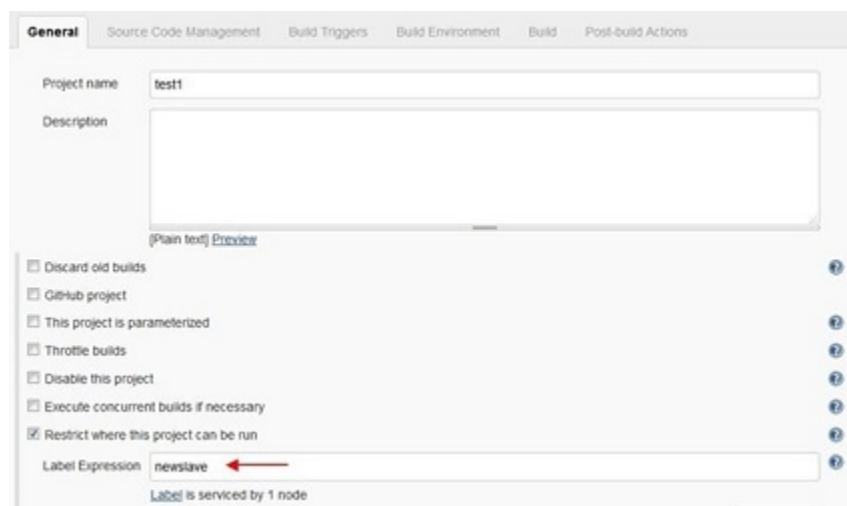 General Source Code Management Build Triggers Build Environment Build Post-build Actions
Project name test1
Description
[Plain text] Preview
Discard old builds
GitHub project
This project is parameterized
Throttle builds
Disable this project
Execute concurrent builds if necessary
Restrict where this project can be run
Label Expression newslave
Label is serviced by 1 node